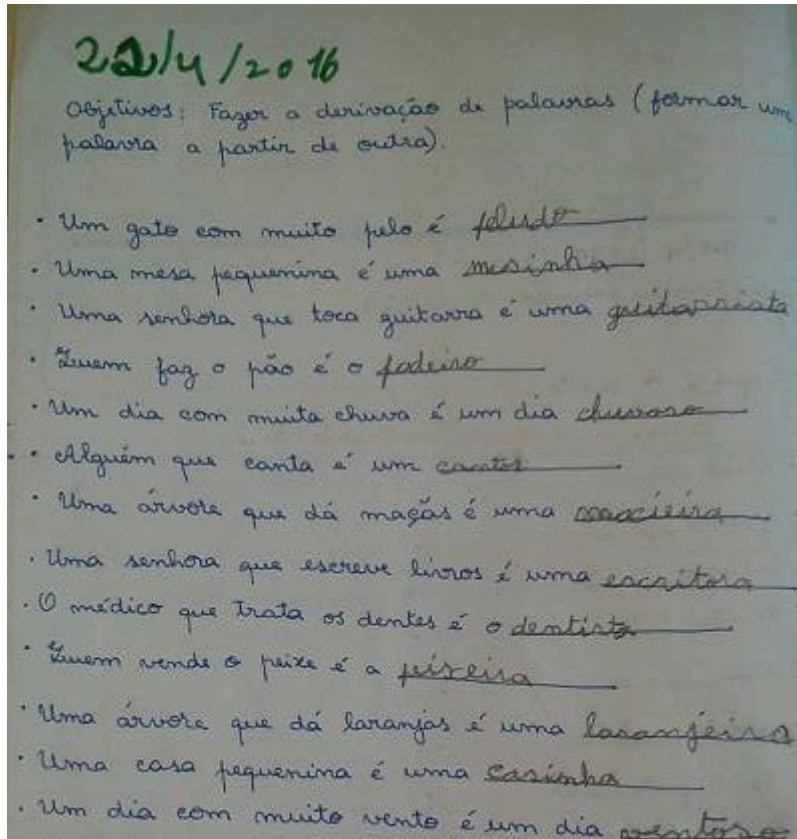 22/4/2016
Objetivos: Fazer a derivação de palavras (formar um
palavra a partir de outra).
· Um gato com muito pelo é peludo
· Uma mesa pequenina é uma mesinha
· Uma senhora que toca guitarra é uma guitarrista
· Quem faz o pão é o padeiro
· Um dia com muita chuva é um dia chuvoso
· Alguém que canta é um cantor
· Uma árvore que dá maçãs é uma macieira
· Uma senhora que escreve livros é uma escritora
· O médico que trata os dentes é o dentista
· Quem vende o peixe é a peixeira
· Uma árvore que dá laranjas é uma laranjeira
· Uma casa pequenina é uma casinha
· Um dia com muito vento é um dia ventoso